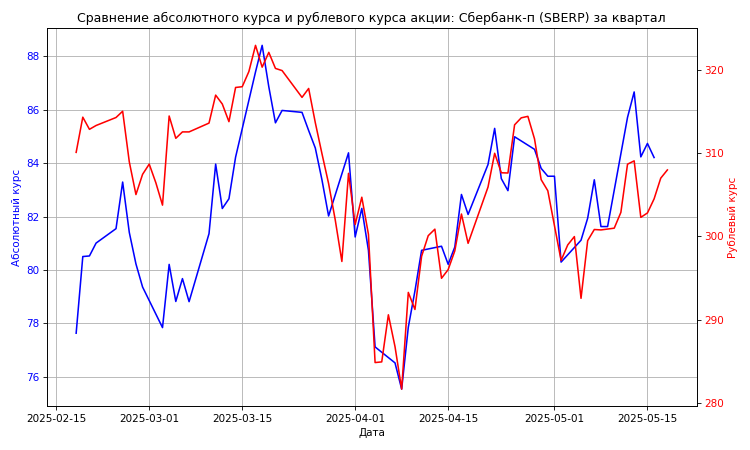 Сравнение абсолютного курса и рублевого курса акции: Сбербанк-п (SBERP) за квартал
88
86
84
82
80
78
76
Абсолютный курс
320
310
300
290
280
Рублевый курс
2025-02-15 2025-03-01 2025-03-15 2025-04-01 2025-04-15 2025-05-01 2025-05-15
Дата